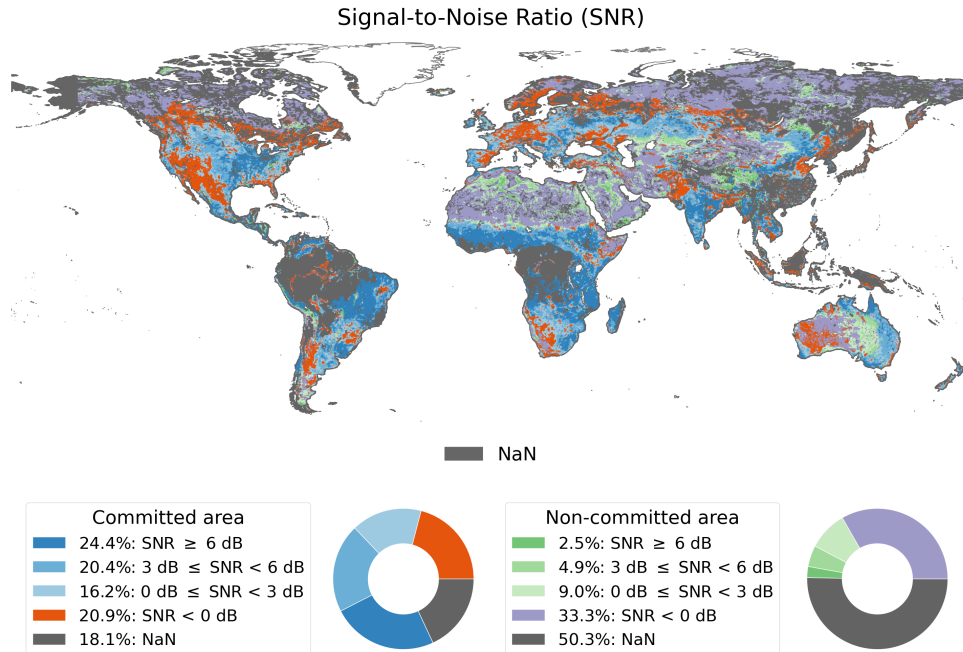 Signal-to-Noise Ratio (SNR)
NaN
Committed area
24.4%: SNR ≥ 6 dB
20.4%: 3 dB ≤ SNR < 6 dB
16.2%: 0 dB ≤ SNR < 3 dB
20.9%: SNR < 0 dB
18.1%: NaN
Non-committed area
2.5%: SNR ≥ 6 dB
4.9%: 3 dB ≤ SNR < 6 dB
9.0%: 0 dB ≤ SNR < 3 dB
33.3%: SNR < 0 dB
50.3%: NaN